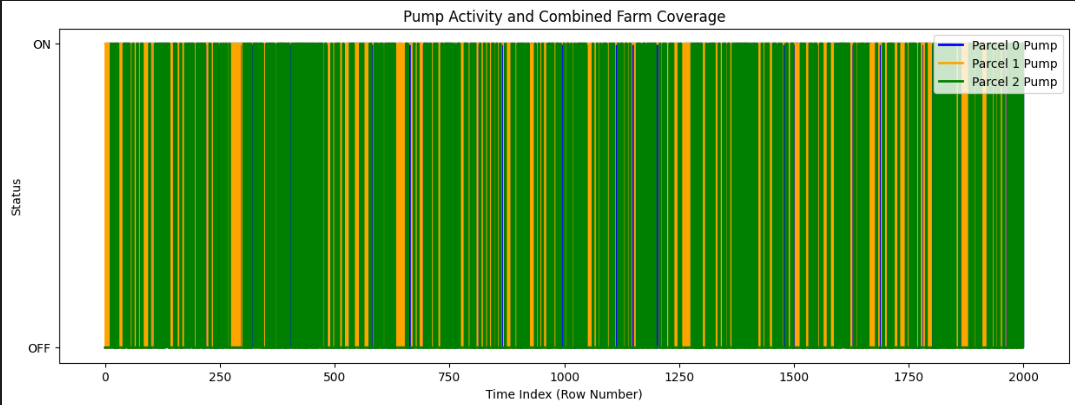 Pump Activity and Combined Farm Coverage
ON
Parcel 0 Pump
Parcel 1 Pump
Parcel 2 Pump
Status
OFF
0 250 500 750 1000 1250 1500 1750 2000
Time Index (Row Number)